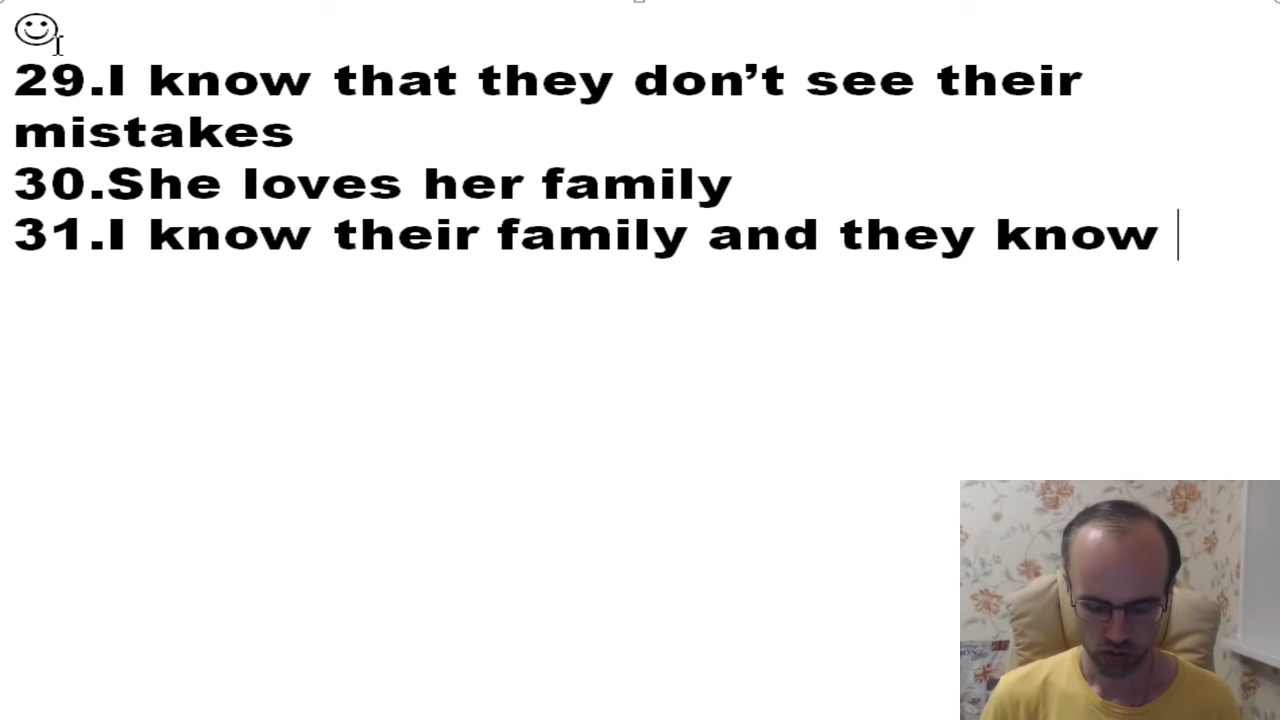 29.I know that they don’t see their
mistakes
30.She loves her family
31.I know their family and they know